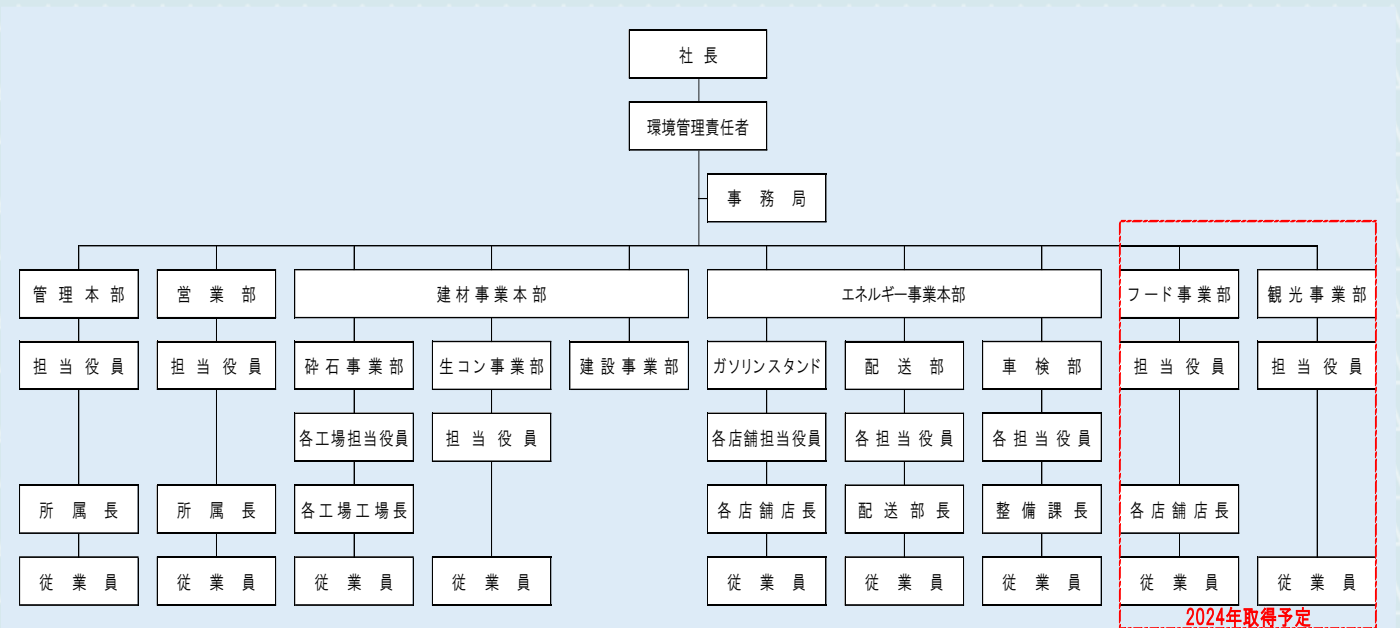 社長
環境管理責任者
事務局
管理本部
営業部
建材事業本部
エネルギー事業本部
フード事業部
観光事業部
担当役員
担当役員
砕石事業部
生コン事業部
建設事業部
ガソリンスタンド
配送部
車検部
担当役員
担当役員
各工場担当役員
担当役員
各店舗担当役員
各担当役員
各担当役員
所属長
所属長
各工場工場長
各店舗店長
配送部長
整備課長
各店舗店長
従業員
従業員
従業員
従業員
従業員
従業員
従業員
従業員
従業員
2024年取得予定